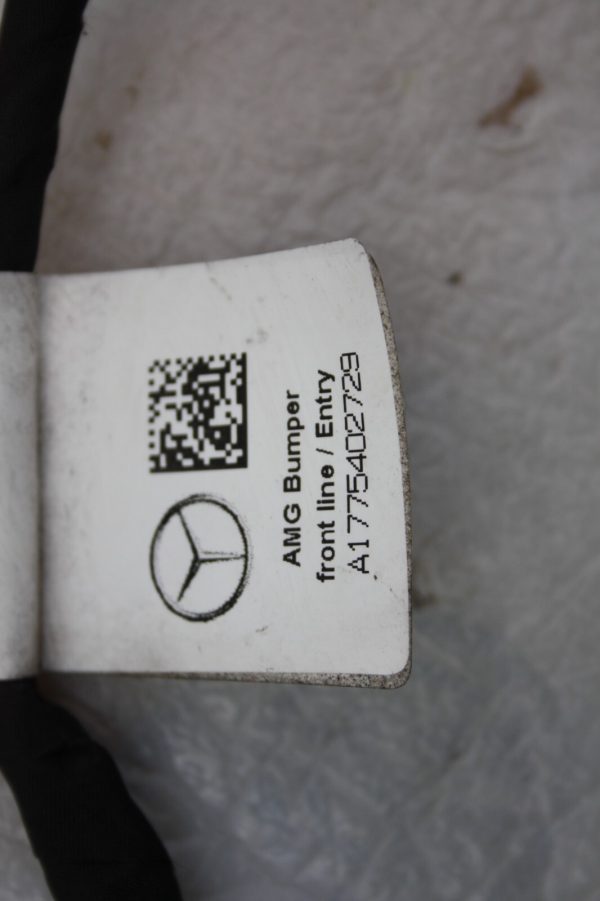 AMG Bumper
front line / Entry
A1775402729